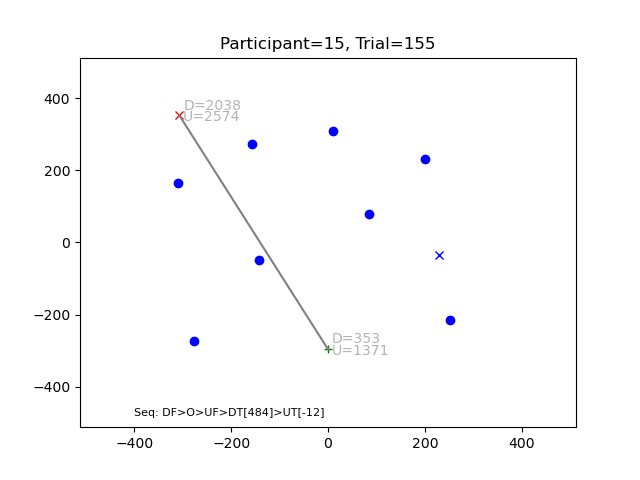 Participant=15, Trial=155
D=2038
U=2574
D=353
U=1371
Seq: DF>O>UF>DT[484]>UT[-12]
400
200
0
−200
−400
−400 −200 0 200 400